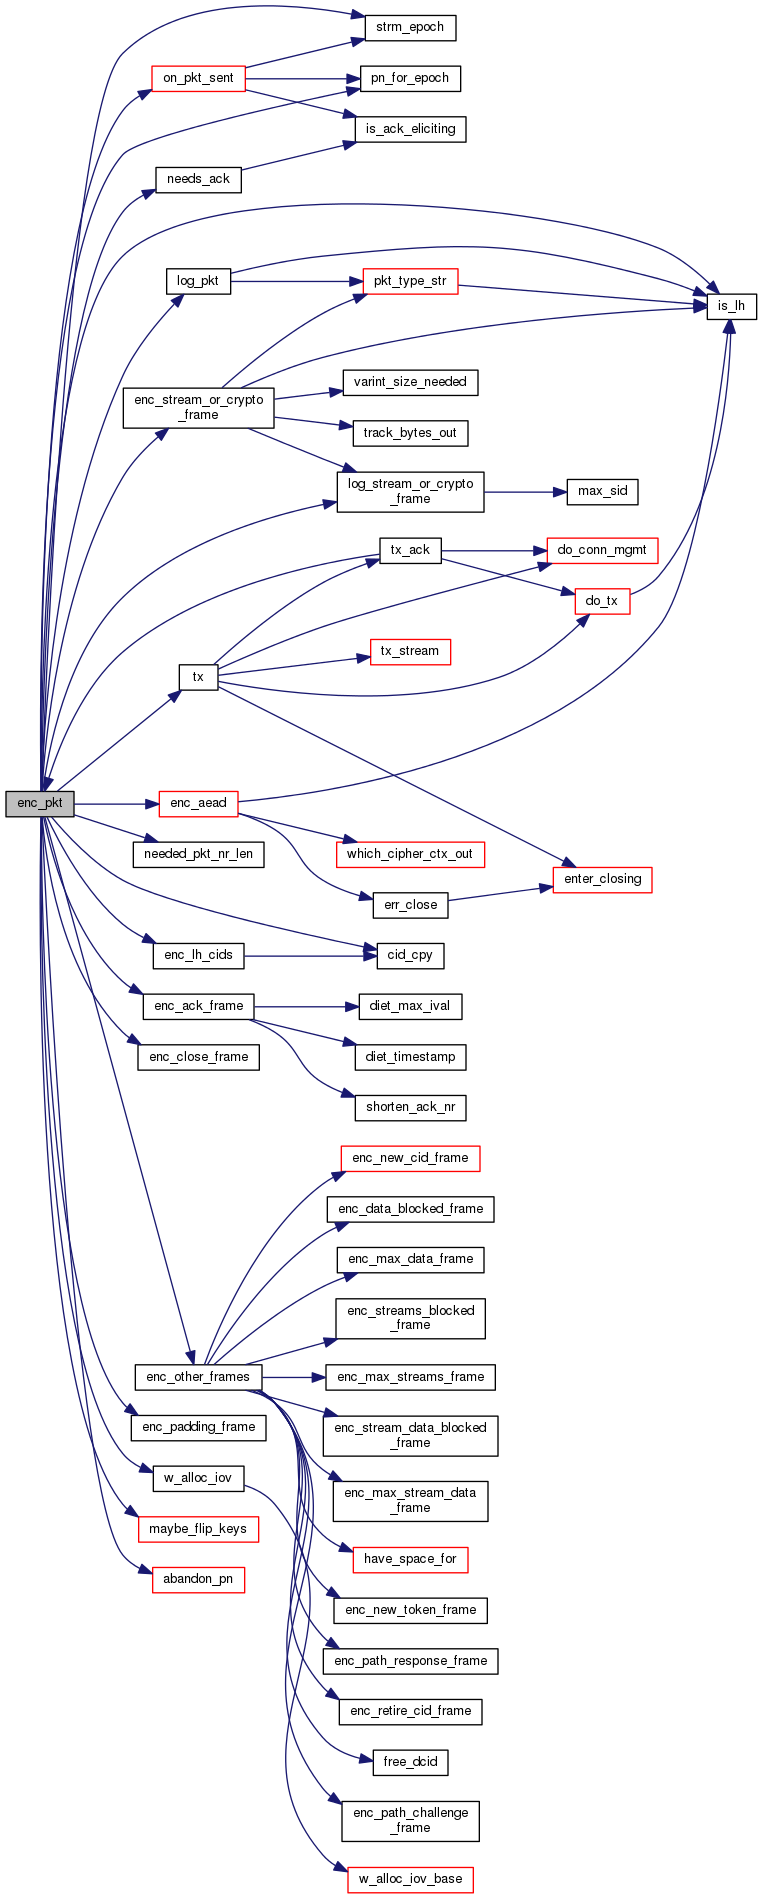 strm_epoch
on_pkt_sent
pn_for_epoch
is_ack_eliciting
needs_ack
log_pkt
pkt_type_str
is_lh
varint_size_needed
enc_stream_or_crypto
_frame
track_bytes_out
log_stream_or_crypto
_frame
max_sid
tx_ack
do_conn_mgmt
do_tx
tx_stream
tx
enc_pkt
enc_aead
needed_pkt_nr_len
which_cipher_ctx_out
enter_closing
err_close
enc_lh_cids
cid_cpy
enc_ack_frame
diet_max_ival
enc_close_frame
diet_timestamp
shorten_ack_nr
enc_new_cid_frame
enc_data_blocked_frame
enc_max_data_frame
enc_streams_blocked
_frame
enc_other_frames
enc_max_streams_frame
enc_padding_frame
enc_stream_data_blocked
_frame
w_alloc_iov
enc_max_stream_data
_frame
maybe_flip_keys
have_space_for
abandon_pn
enc_new_token_frame
enc_path_response_frame
enc_retire_cid_frame
free_dcid
enc_path_challenge
_frame
w_alloc_iov_base